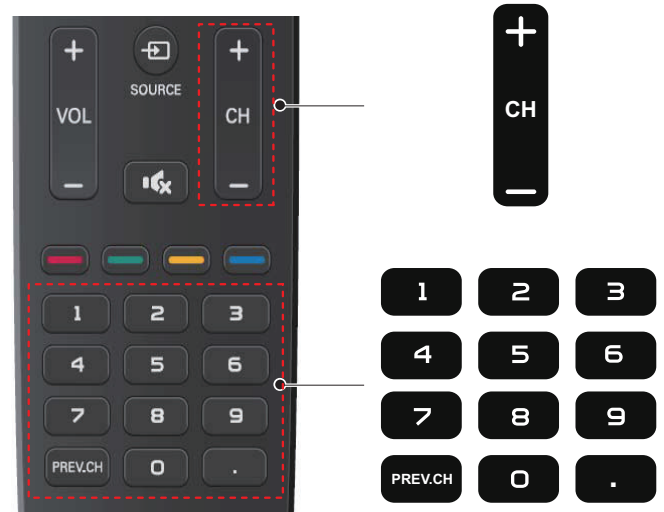 + +
SOURCE
VOL CH
− −
1 2 3
4 5 6
7 8 9
PREV.CH 0 .
+
CH
−
1 2 3
4 5 6
7 8 9
PREV.CH 0 .